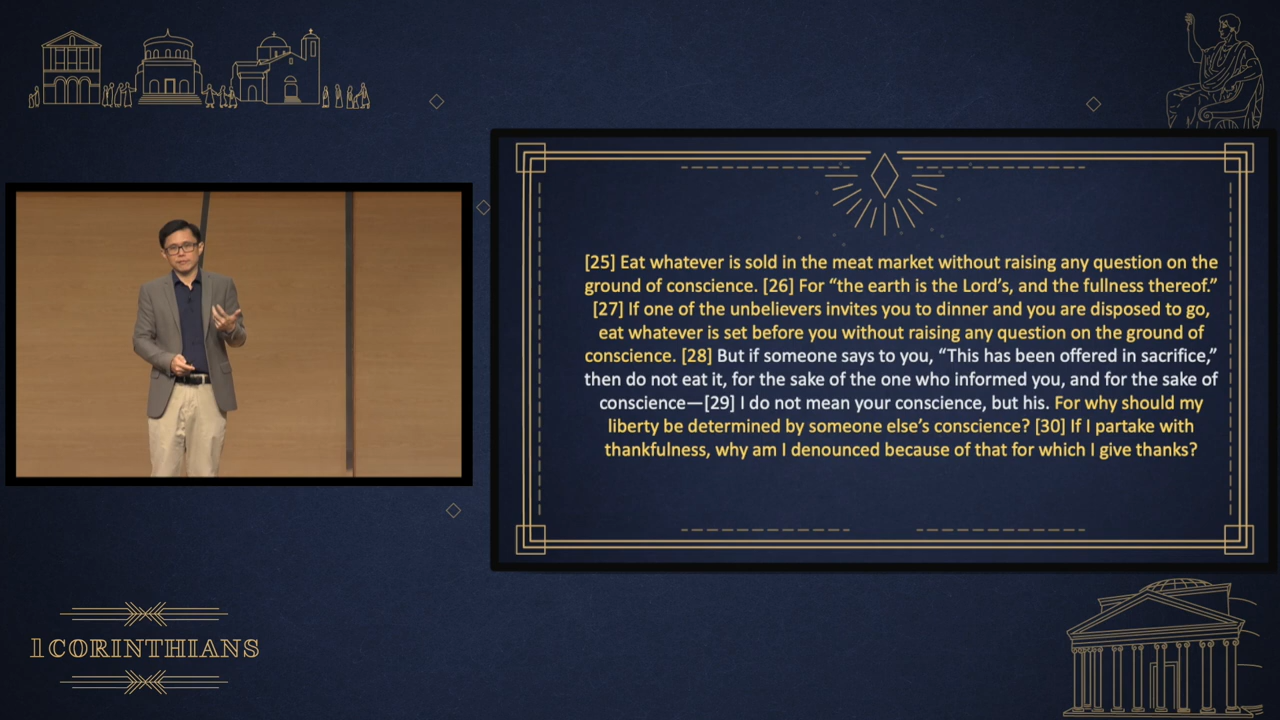 [25] Eat whatever is sold in the meat market without raising any question on the
ground of conscience. [26] For “the earth is the Lord’s, and the fullness thereof.”
[27] If one of the unbelievers invites you to dinner and you are disposed to go,
eat whatever is set before you without raising any question on the ground of
conscience. [28] But if someone says to you, “This has been offered in sacrifice,”
then do not eat it, for the sake of the one who informed you, and for the sake of
conscience—[29] I do not mean your conscience, but his. For why should my
liberty be determined by someone else’s conscience? [30] If I partake with
thankfulness, why am I denounced because of that for which I give thanks?
1CORINTHIANS